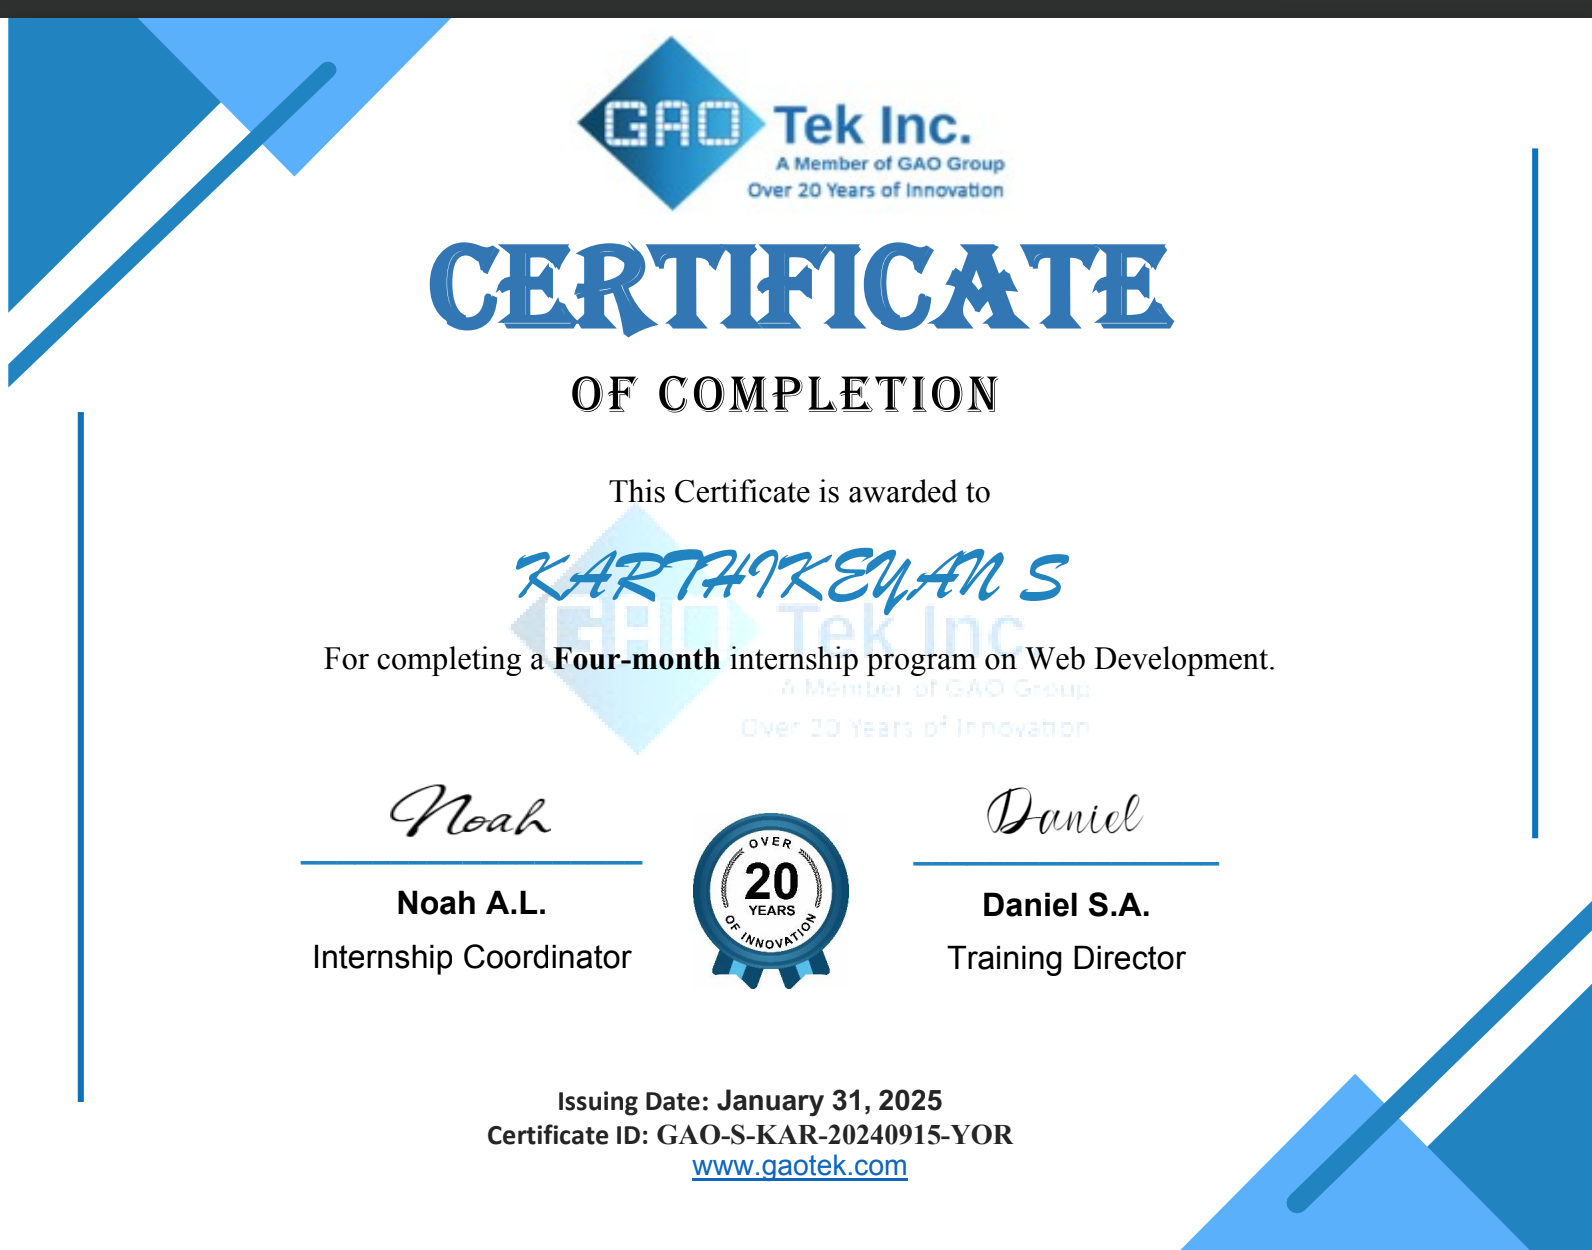 GAO Tek Inc.
A Member of GAO Group
Over 20 Years of Innovation
CERTIFICATE
OF COMPLETION
This Certificate is awarded to
KARTHIKEYAN S
GAO Tek Inc
For completing a Four-month internship program on Web Development.
A Member of GAO Group
Over 20 Years of Innovation
Noah
Daniel
OVER
20
YEARS
OF INNOVATION
Noah A.L.
Daniel S.A.
Internship Coordinator
Training Director
Issuing Date: January 31, 2025
Certificate ID: GAO-S-KAR-20240915-YOR
www.gaotek.com